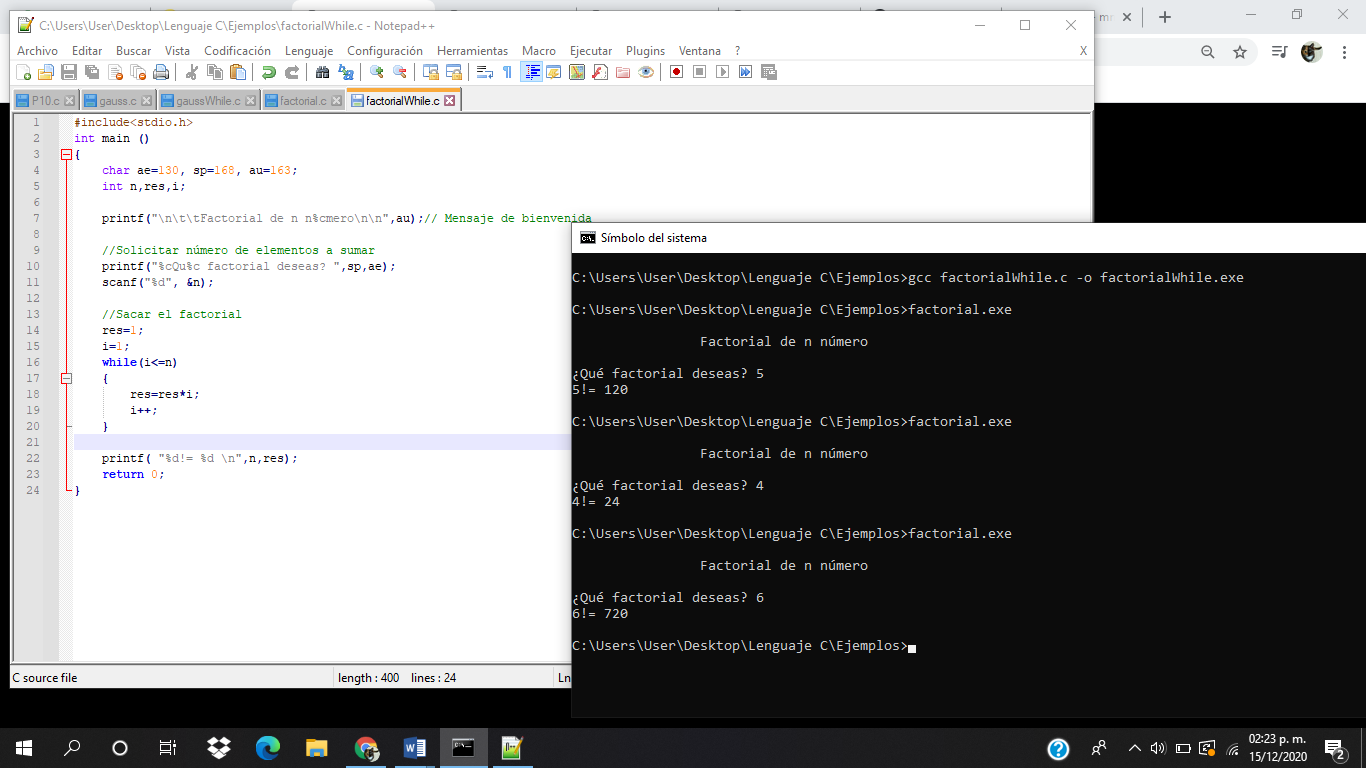 C:\Users\User\Desktop\Lenguaje C\Ejemplos\factorialWhile.c - Notepad++
Archivo Editar Buscar Vista Codificación Lenguaje Configuración Herramientas Macro Ejecutar Plugins Ventana ? X
P10.c gauss.c gaussWhile.c factorial.c factorialWhile.c
1 #include<stdio.h>
2 int main ()
3 {
4 char ae=130, sp=168, au=163;
5 int n,res,i;
6
7 printf("\n\t\tFactorial de n n%cmero\n\n",au);// Mensaje de bienvenida
8
9 //Solicitar número de elementos a sumar
10 printf("%cQu%c factorial deseas? ",sp,ae);
11 scanf("%d", &n);
12
13 //Sacar el factorial
14 res=1;
15 i=1;
16 while(i<=n)
17 {
18 res=res*i;
19 i++;
20 }
21
22 printf( "%d!= %d \n",n,res);
23 return 0;
24 }
C source file length : 400 lines : 24 Ln
Símbolo del sistema
C:\Users\User\Desktop\Lenguaje C\Ejemplos>gcc factorialWhile.c -o factorialWhile.exe
C:\Users\User\Desktop\Lenguaje C\Ejemplos>factorial.exe
Factorial de n número
¿Qué factorial deseas? 5
5!= 120
C:\Users\User\Desktop\Lenguaje C\Ejemplos>factorial.exe
Factorial de n número
¿Qué factorial deseas? 4
4!= 24
C:\Users\User\Desktop\Lenguaje C\Ejemplos>factorial.exe
Factorial de n número
¿Qué factorial deseas? 6
6!= 720
C:\Users\User\Desktop\Lenguaje C\Ejemplos>
02:23 p. m.
15/12/2020
2